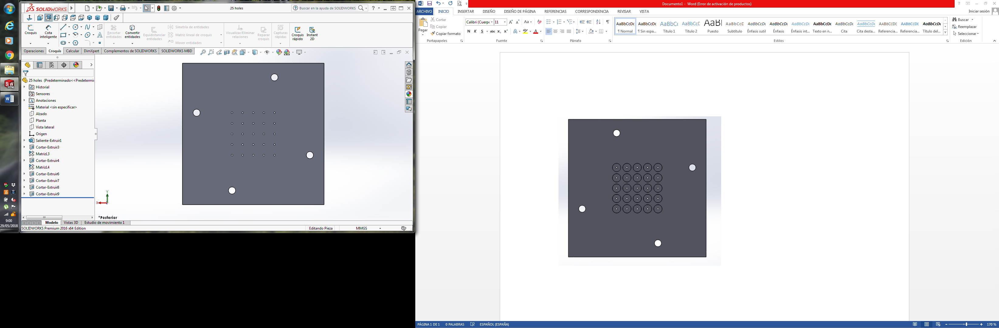 SOLIDWORKS
25 holes
Buscar en la ayuda de SOLIDWORKS
Croquis
Cota inteligente
Recortar entidades
Convertir entidades
Equidistanciar entidades
Simetría de entidades
Matriz lineal de croquis
Mover entidades
Visualizar/Eliminar relaciones
Reparar croquis
Capturas rápidas
Croquis rápido
Instant 2D
Operaciones
Croquis
Calcular
DimXpert
Complementos de SOLIDWORKS
SOLIDWORKS MBD
25 holes (Predeterminado<<Predetermi
Historial
Sensores
Anotaciones
Material <sin especificar>
Alzado
Planta
Vista lateral
Origen
Saliente-Extruir1
Cortar-Extruir3
MatrizL3
Cortar-Extruir4
MatrizL4
Cortar-Extruir6
Cortar-Extruir7
Cortar-Extruir8
Cortar-Extruir9
Y
X
*Posterior
Modelo
Vistas 3D
Estudio de movimiento 1
SOLIDWORKS Premium 2016 x64 Edition
Editando Pieza
MMGS
SW
2016
9:00
29/05/2018
Documento1 - Word (Error de activación de productos)
ARCHIVO
INICIO
INSERTAR
DISEÑO
DISEÑO DE PÁGINA
REFERENCIAS
CORRESPONDENCIA
REVISAR
VISTA
Iniciar sesión
Pegar
Cortar
Copiar
Copiar formato
Portapapeles
Calibri (Cuerp
11
N K S abc x₂ x²
Fuente
Párrafo
AaBbCcDc
¶ Normal
AaBbCcDc
¶ Sin espa...
AaBbC
Título 1
AaBbCcC
Título 2
AaB
Puesto
AaBbCcC
Subtítulo
AaBbCcDc
Énfasis sutil
AaBbCcDc
Énfasis
AaBbCcDc
Énfasis int...
AaBbCcDc
Texto en n...
AaBbCcDc
Cita
AaBbCcDc
Cita desta...
AABBCCDC
Referencia...
AABBCCDC
Referencia...
AaBbCcDc
Título del...
Estilos
Buscar
Reemplazar
Seleccionar
Edición
PÁGINA 1 DE 1
0 PALABRAS
ESPAÑOL (ESPAÑA)
170 %